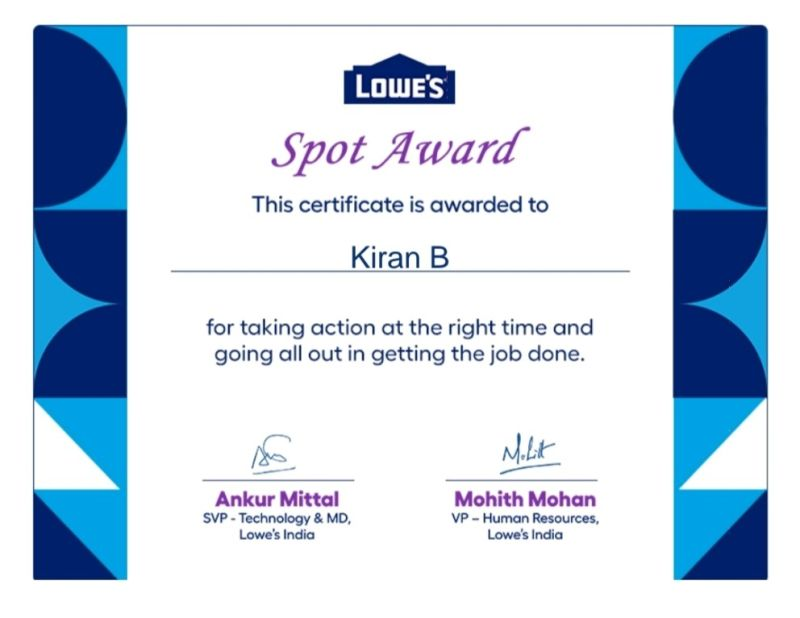 LOWE'S
Spot Award
This certificate is awarded to
Kiran B
for taking action at the right time and
going all out in getting the job done.
Mohit
Ankur Mittal
SVP - Technology & MD,
Lowe's India
Mohith Mohan
VP – Human Resources,
Lowe's India